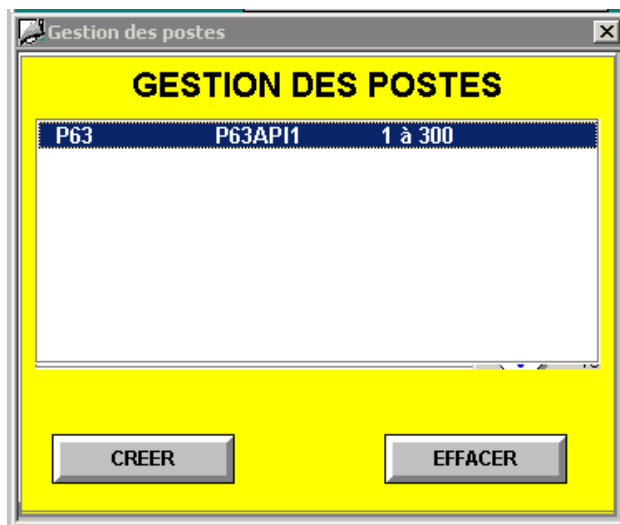 Gestion des postes
GESTION DES POSTES
P63 P63API1 1 à 300
CREER EFFACER